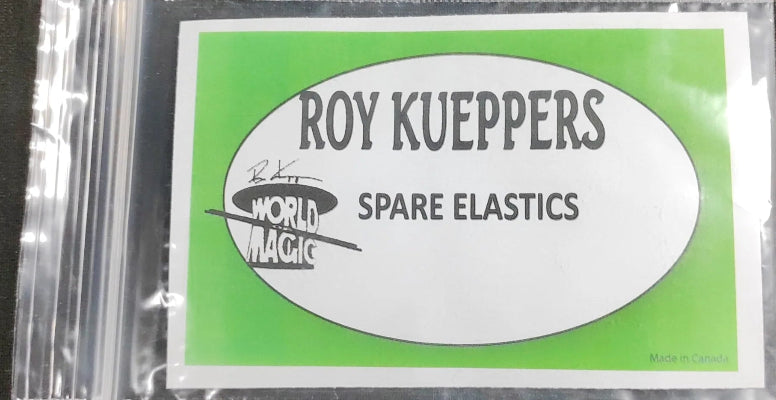 ROY KUEPPERS
SPARE ELASTICS
WORLD
MAGIC
Made in Canada